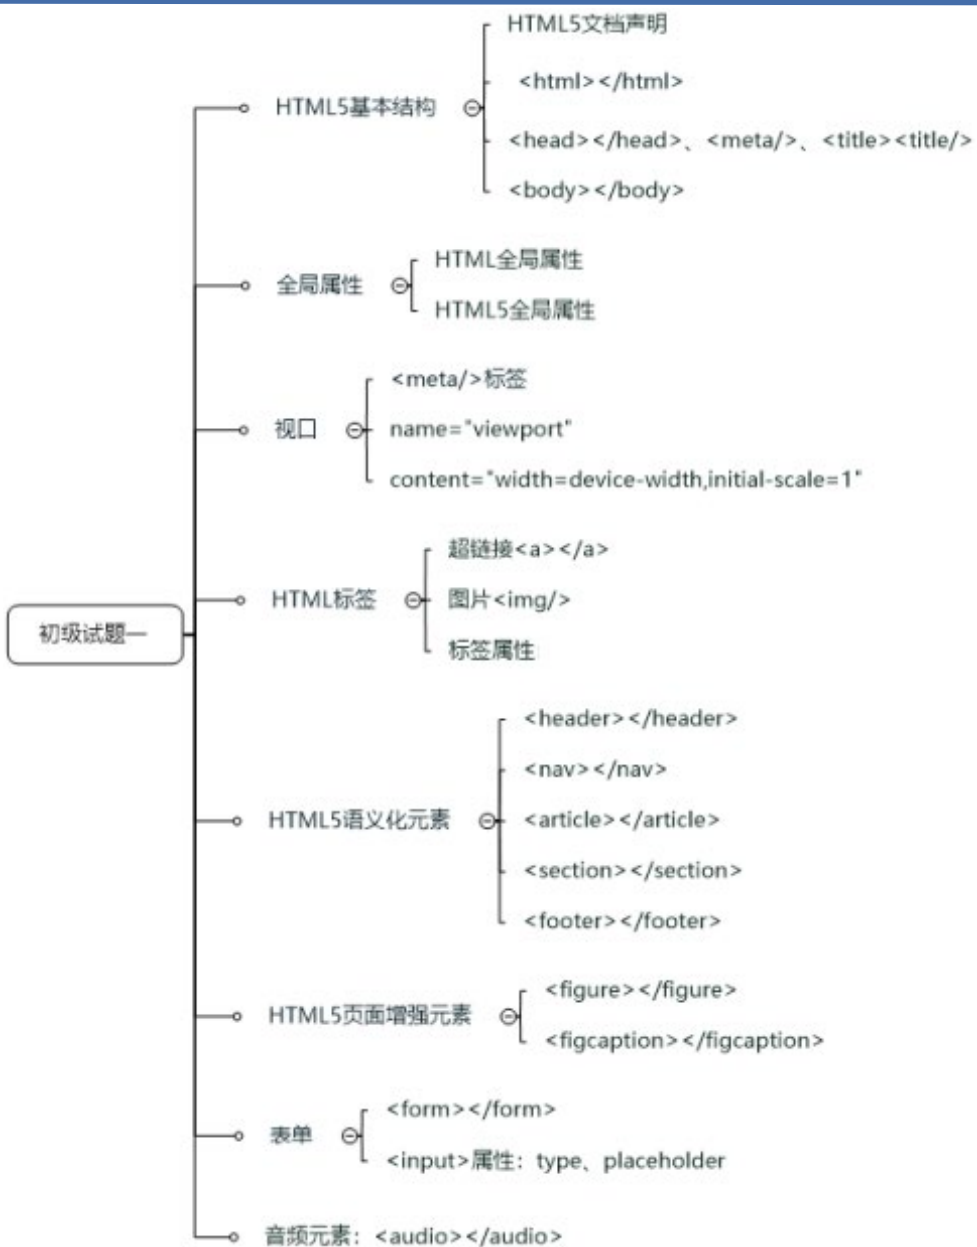 HTML5文档声明
<html></html>
HTML5基本结构
<head></head>、<meta/>、<title><title/>
<body></body>
HTML全局属性
全局属性
HTML5全局属性
<meta/>标签
视口
name="viewport"
content="width=device-width,initial-scale=1"
超链接<a></a>
HTML标签
图片<img/>
标签属性
初级试题一
<header></header>
<nav></nav>
HTML5语义化元素
<article></article>
<section></section>
<footer></footer>
<figure></figure>
HTML5页面增强元素
<figcaption></figcaption>
<form></form>
表单
<input>属性：type、placeholder
音频元素：<audio></audio>